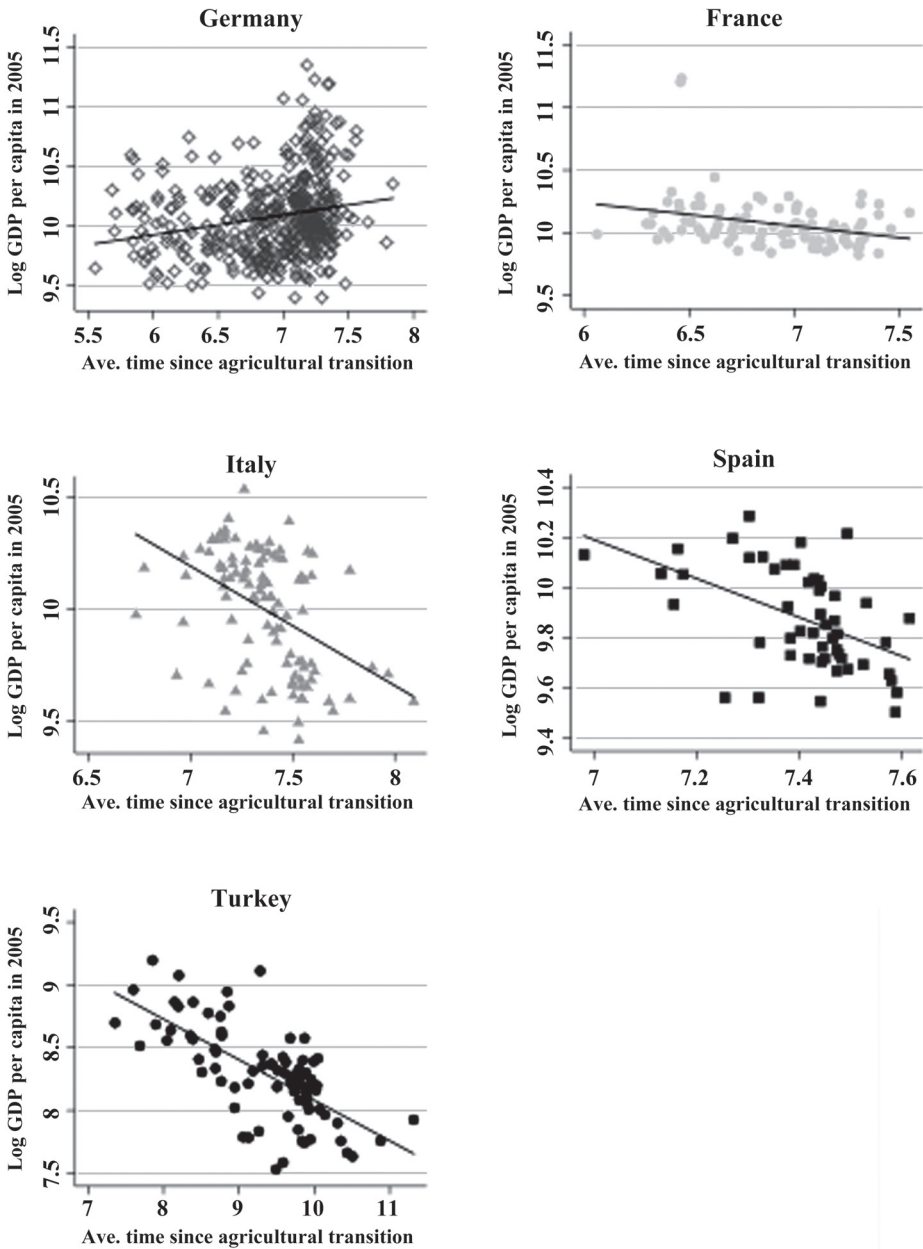 Germany
Log GDP per capita in 2005
11.5
11
10.5
10
9.5
5.5 6 6.5 7 7.5 8
Ave. time since agricultural transition
France
Log GDP per capita in 2005
11.5
11
10.5
10
9.5
6 6.5 7 7.5
Ave. time since agricultural transition
Italy
Log GDP per capita in 2005
10.5
10
9.5
6.5 7 7.5 8
Ave. time since agricultural transition
Spain
Log GDP per capita in 2005
10.4
10.2
10
9.8
9.6
9.4
7 7.2 7.4 7.6
Ave. time since agricultural transition
Turkey
Log GDP per capita in 2005
9.5
9
8.5
8
7.5
7 8 9 10 11
Ave. time since agricultural transition